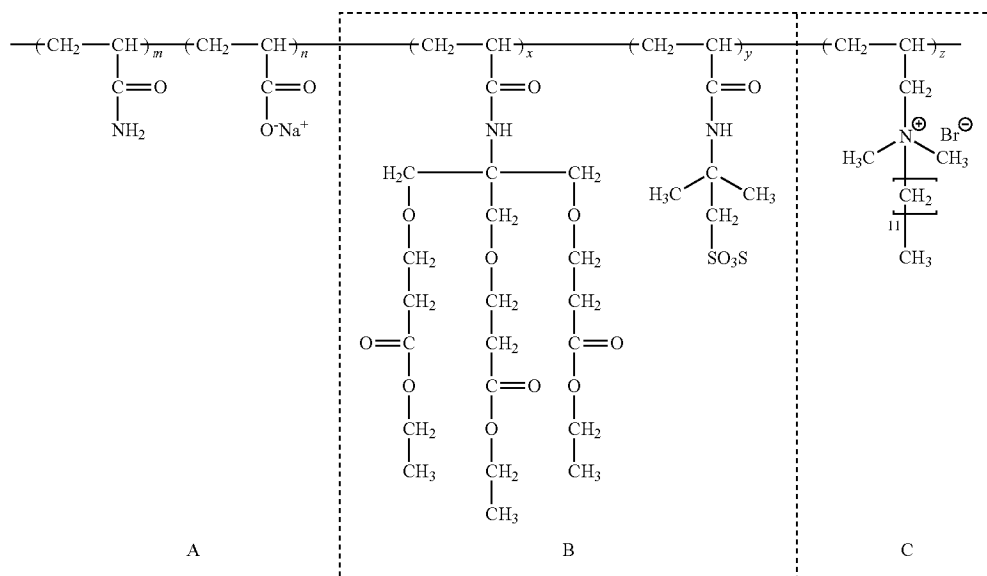 (CH₂ CH)m (CH₂ CH)n (CH₂ CH)x (CH₂ CH)y (CH₂ CH)z
C=O C=O C=O C=O CH₂
NH₂ O⁻Na⁺ NH NH N⊕ Br⊖
H₃C CH₃
H₂C C CH₂ H₃C C CH₃ [CH₂]
O CH₂ O CH₂ 11
CH₂ O CH₂ SO₃S CH₃
CH₂ CH₂ CH₂
O=C CH₂ C=O
O C=O O
CH₂ O CH₂
CH₃ CH₂ CH₃
CH₃
A B C